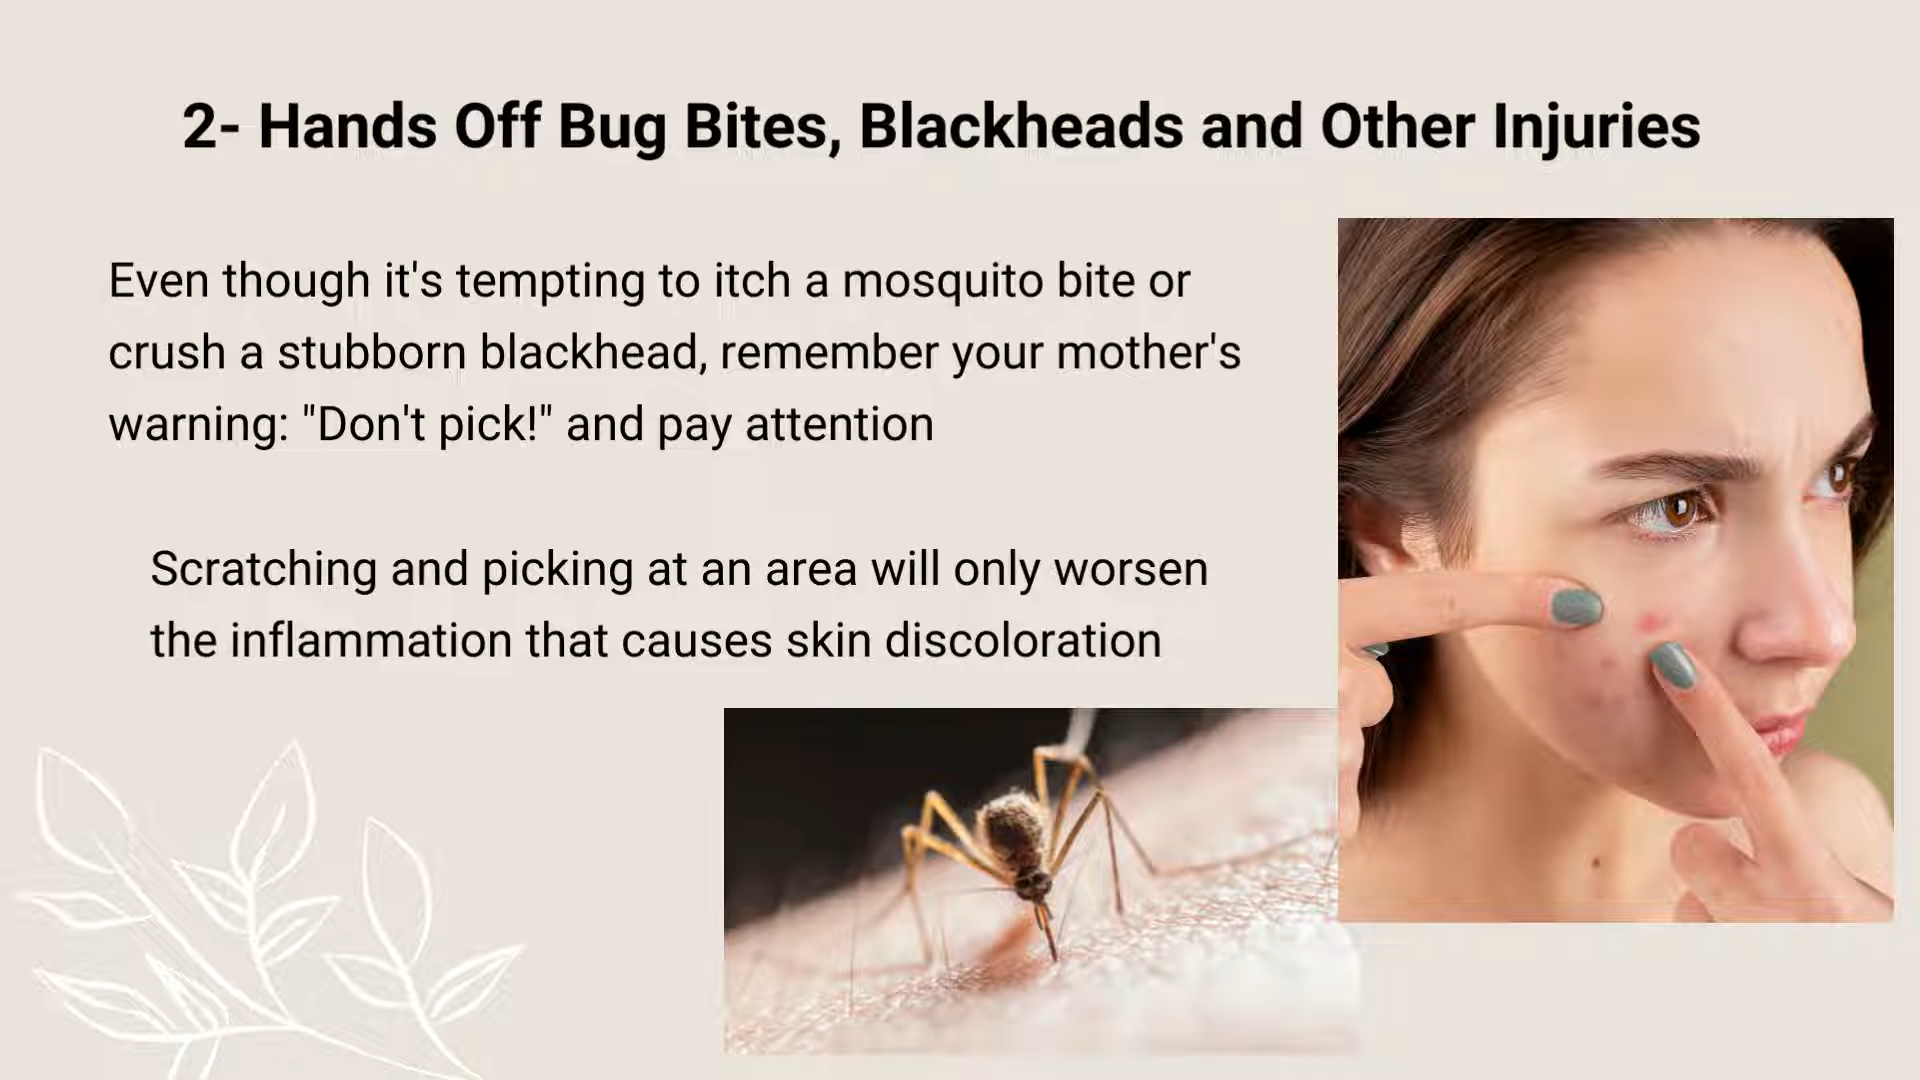 2- Hands Off Bug Bites, Blackheads and Other Injuries
Even though it's tempting to itch a mosquito bite or
crush a stubborn blackhead, remember your mother's
warning: "Don't pick!" and pay attention
Scratching and picking at an area will only worsen
the inflammation that causes skin discoloration